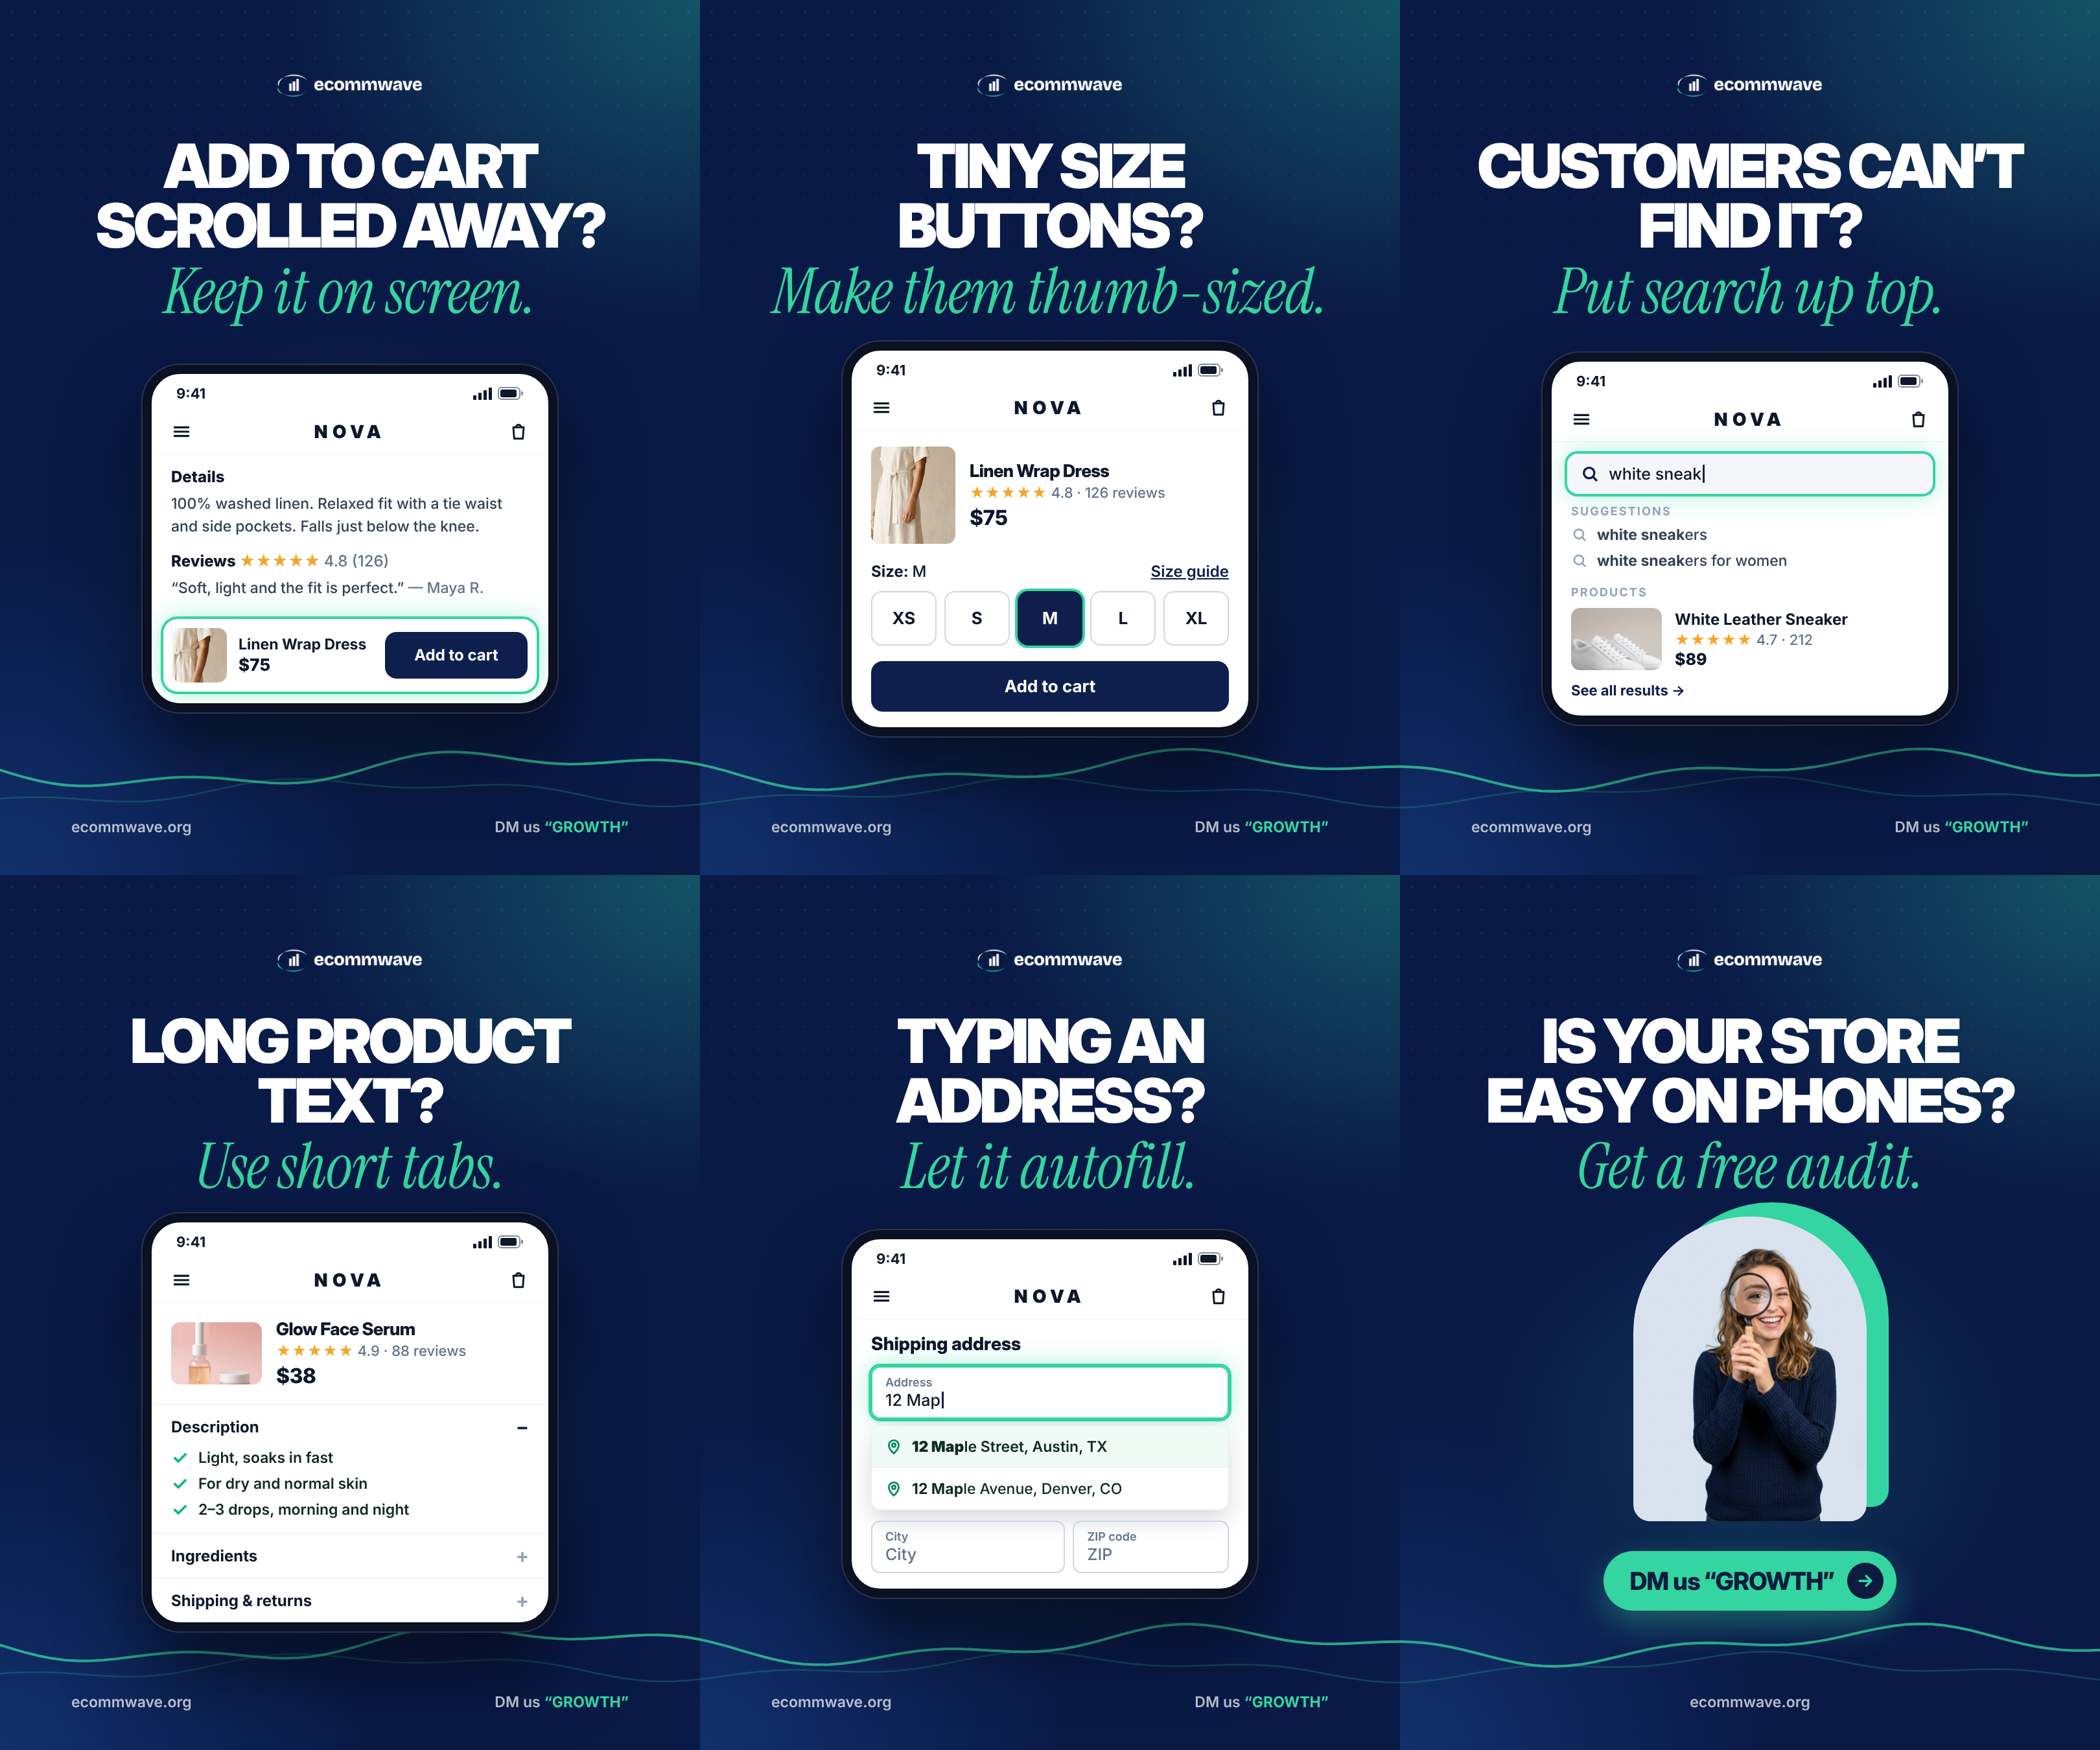 ecommwave
ADD TO CART
SCROLLED AWAY?
Keep it on screen.
9:41
NOVA
Details
100% washed linen. Relaxed fit with a tie waist
and side pockets. Falls just below the knee.
Reviews ★★★★★ 4.8 (126)
“Soft, light and the fit is perfect.” — Maya R.
Linen Wrap Dress
$75
Add to cart
ecommwave.org
DM us “GROWTH”
ecommwave
TINY SIZE
BUTTONS?
Make them thumb-sized.
9:41
NOVA
Linen Wrap Dress
★★★★★ 4.8 · 126 reviews
$75
Size: M
Size guide
XS
S
M
L
XL
Add to cart
ecommwave.org
DM us “GROWTH”
ecommwave
CUSTOMERS CAN'T
FIND IT?
Put search up top.
9:41
NOVA
white sneak
SUGGESTIONS
white sneakers
white sneakers for women
PRODUCTS
White Leather Sneaker
★★★★★ 4.7 · 212
$89
See all results →
ecommwave.org
DM us “GROWTH”
ecommwave
LONG PRODUCT
TEXT?
Use short tabs.
9:41
NOVA
Glow Face Serum
★★★★★ 4.9 · 88 reviews
$38
Description −
Light, soaks in fast
For dry and normal skin
2–3 drops, morning and night
Ingredients +
Shipping & returns +
ecommwave.org
DM us “GROWTH”
ecommwave
TYPING AN
ADDRESS?
Let it autofill.
9:41
NOVA
Shipping address
Address
12 Map
12 Maple Street, Austin, TX
12 Maple Avenue, Denver, CO
City
City
ZIP code
ZIP
ecommwave.org
DM us “GROWTH”
ecommwave
IS YOUR STORE
EASY ON PHONES?
Get a free audit.
DM us “GROWTH” →
ecommwave.org